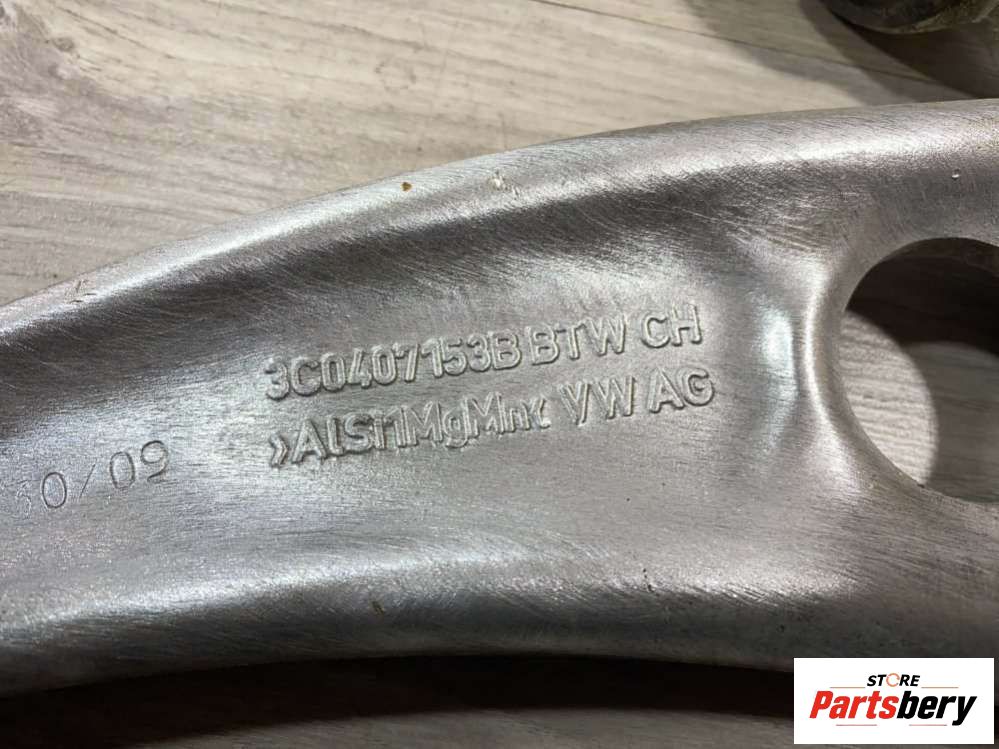 3C0407153B BTW CH
>ALSi1MgMn< VW AG
30/09
STORE
Partsbery